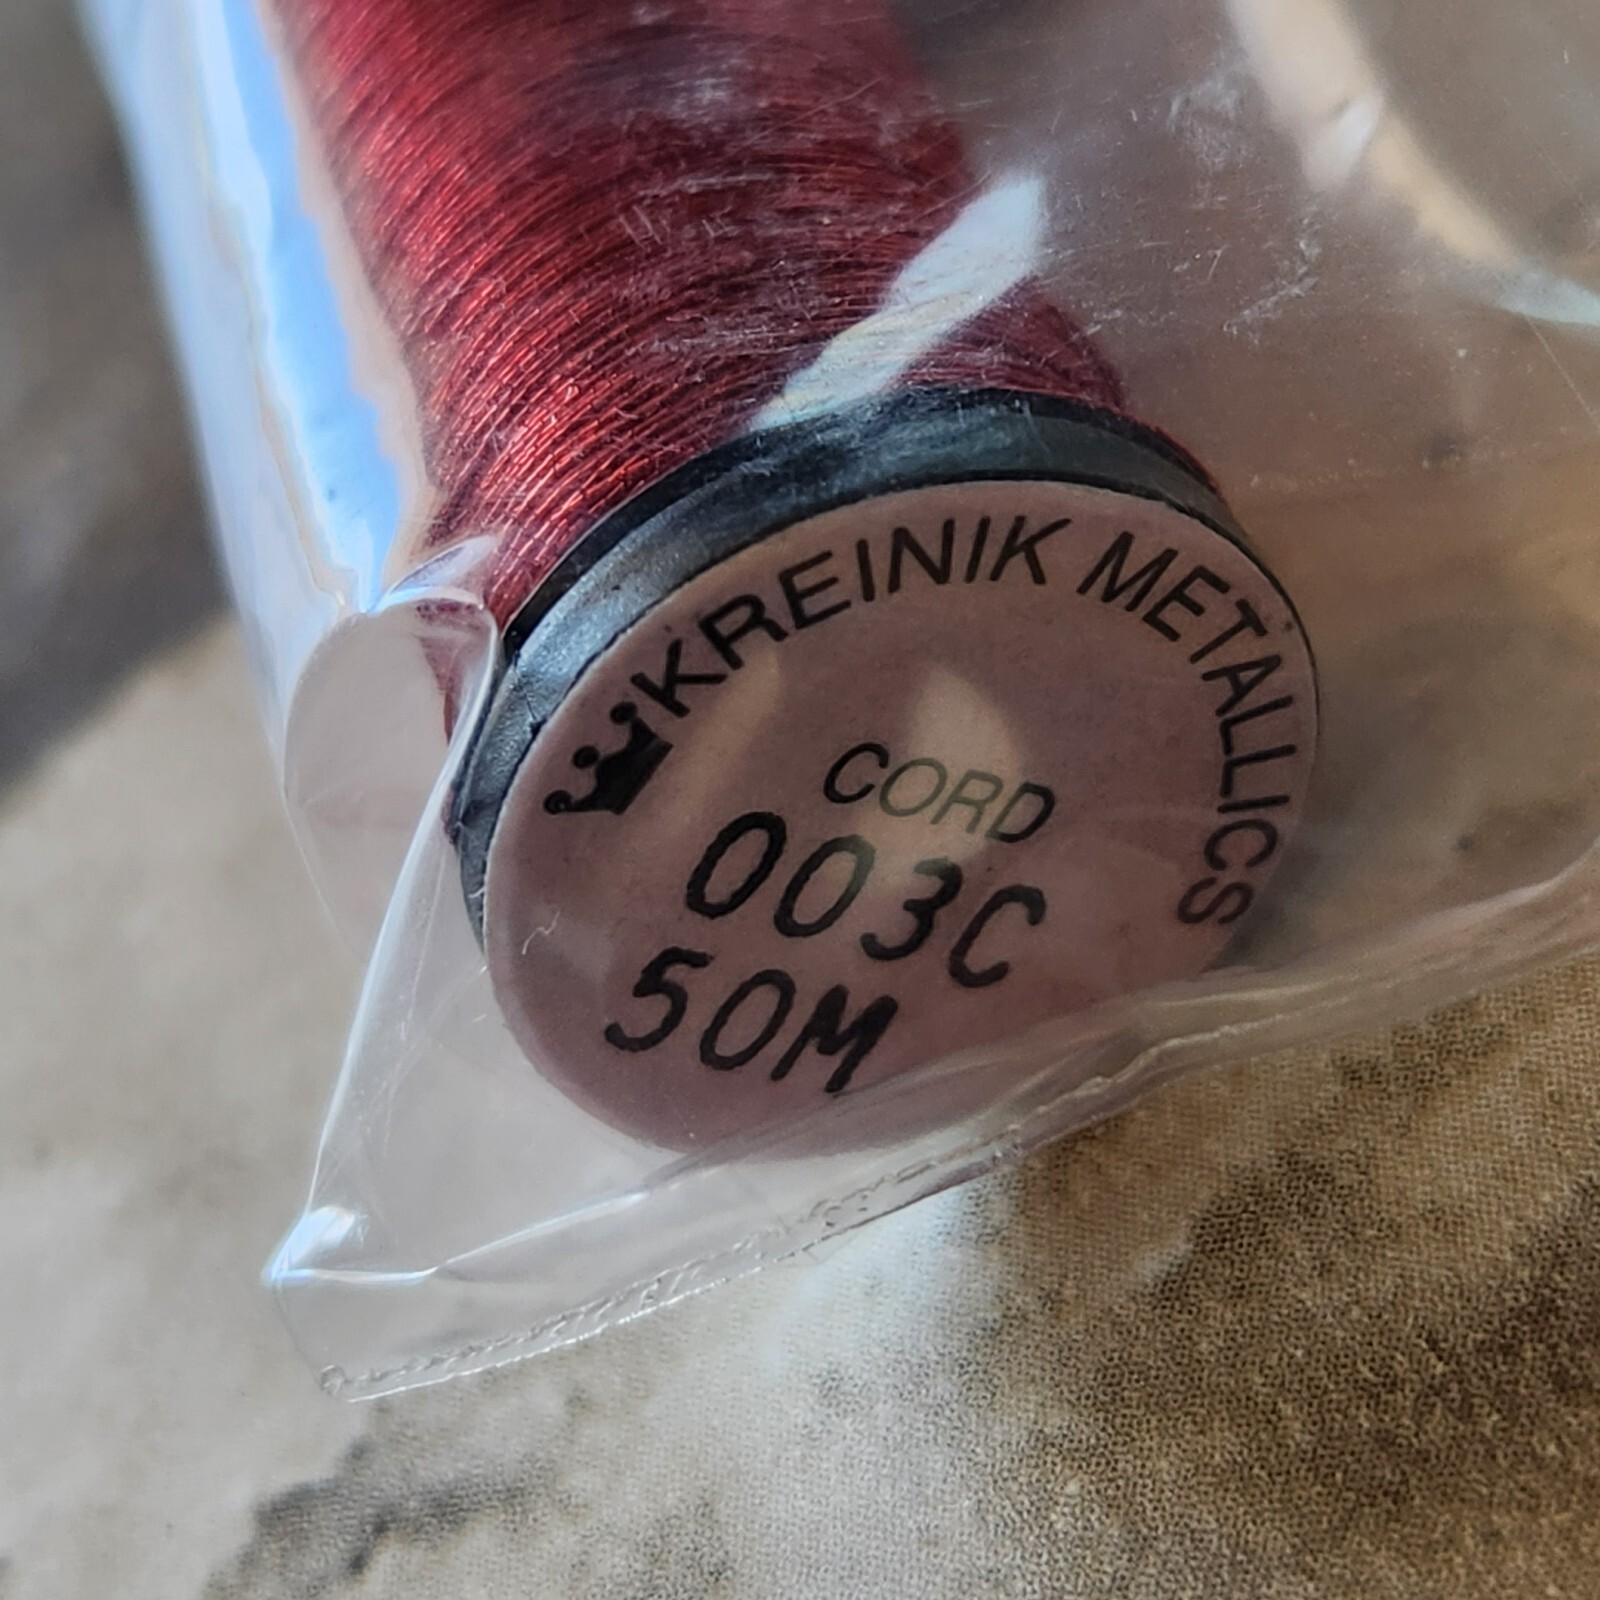 KREINIK METALLICS
CORD
003C
50M